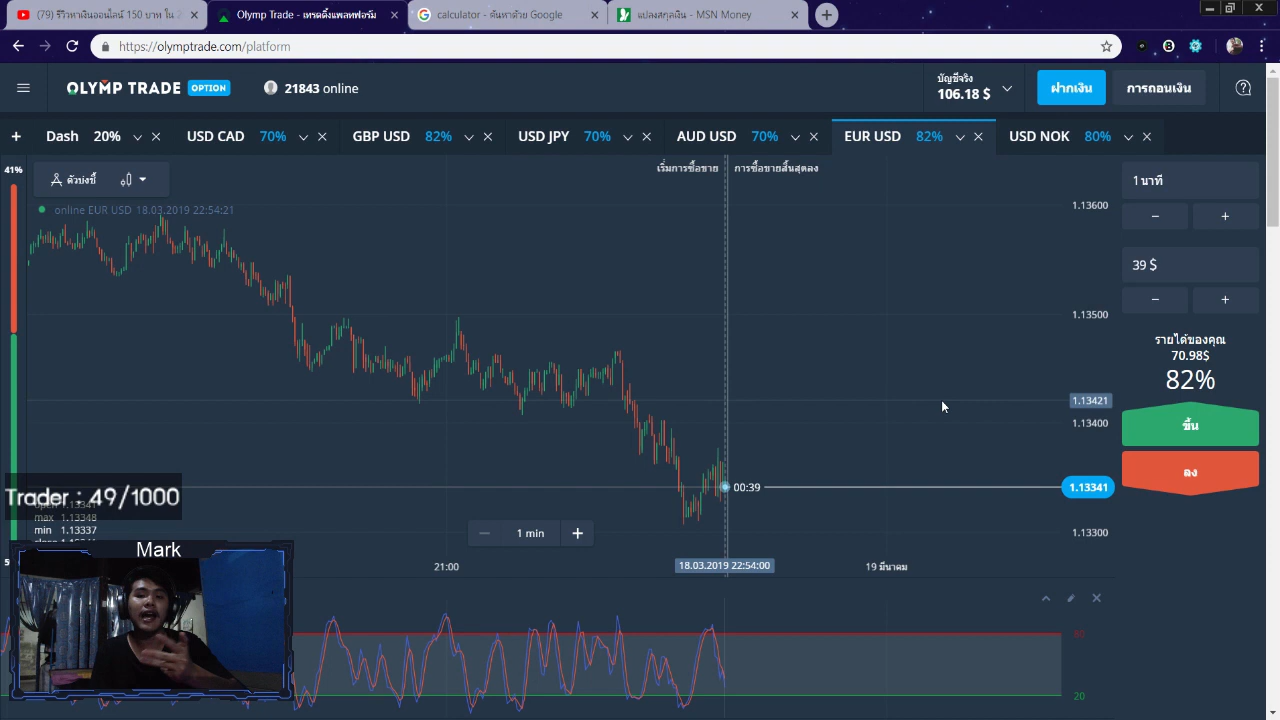 (79) รีวิวหาเงินออนไลน์ 150 บาท ใน 2
Olymp Trade - เทรดดิ้งแพลทฟอร์ม
calculator - ค้นหาด้วย Google
แปลงสกุลเงิน - MSN Money
https://olymptrade.com/platform
OLYMP TRADE OPTION
21843 online
บัญชีจริง
106.18 $
ฝากเงิน
การถอนเงิน
Dash 20%
USD CAD 70%
GBP USD 82%
USD JPY 70%
AUD USD 70%
EUR USD 82%
USD NOK 80%
41%
ตัวบ่งชี้
เริ่มการซื้อขาย
การซื้อขายสิ้นสุดลง
online EUR USD 18.03.2019 22:54:21
1.13600
1.13500
1.13421
1.13400
00:39
1.13341
1.13300
1 นาที
39 $
รายได้ของคุณ
70.98$
82%
ขึ้น
ลง
Trader : 49/1000
max 1.13348
min 1.13337
1 min
21:00
18.03.2019 22:54:00
19 มีนาคม
Mark
80
20